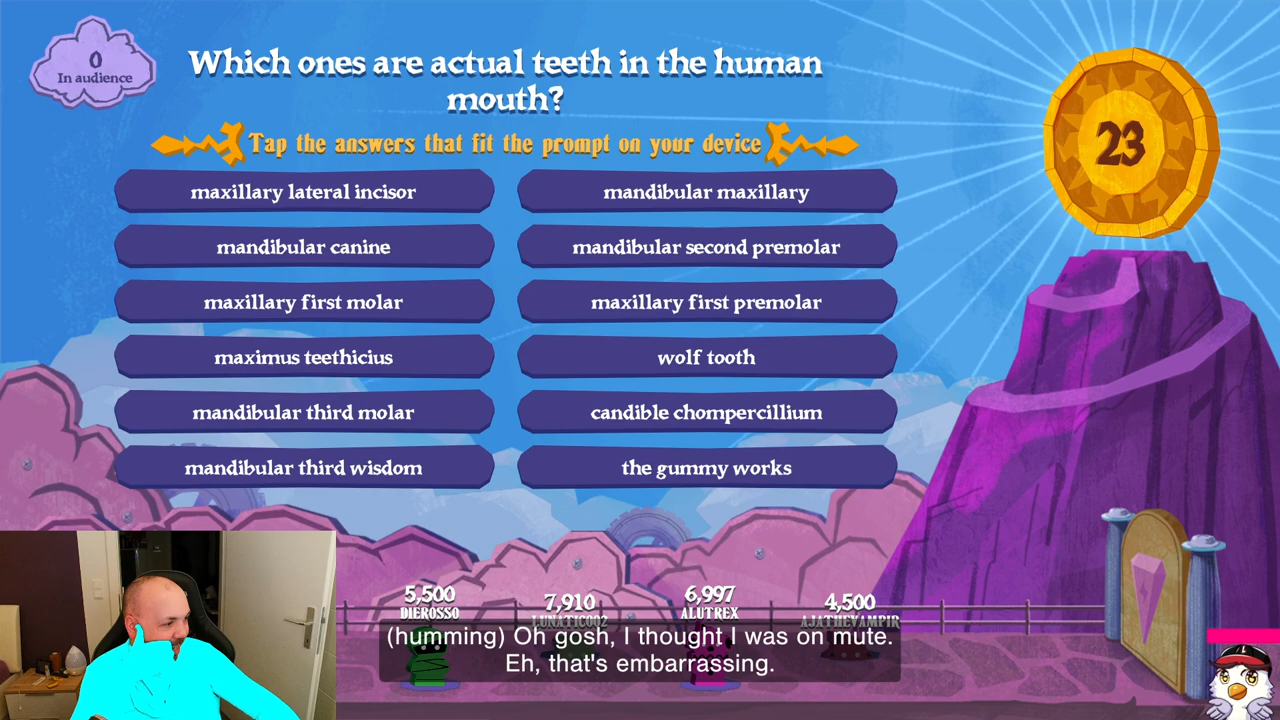 0
In audience
Which ones are actual teeth in the human
mouth?
Tap the answers that fit the prompt on your device
23
maxillary lateral incisor
mandibular maxillary
mandibular canine
mandibular second premolar
maxillary first molar
maxillary first premolar
maximus teethicius
wolf tooth
mandibular third molar
candible chompercillium
mandibular third wisdom
the gummy works
5,500
DIEROSSO
7,910
LUNATIC002
6,997
ALUTREX
4,500
AJATHEVAMPIR
(humming) Oh gosh, I thought I was on mute.
Eh, that's embarrassing.